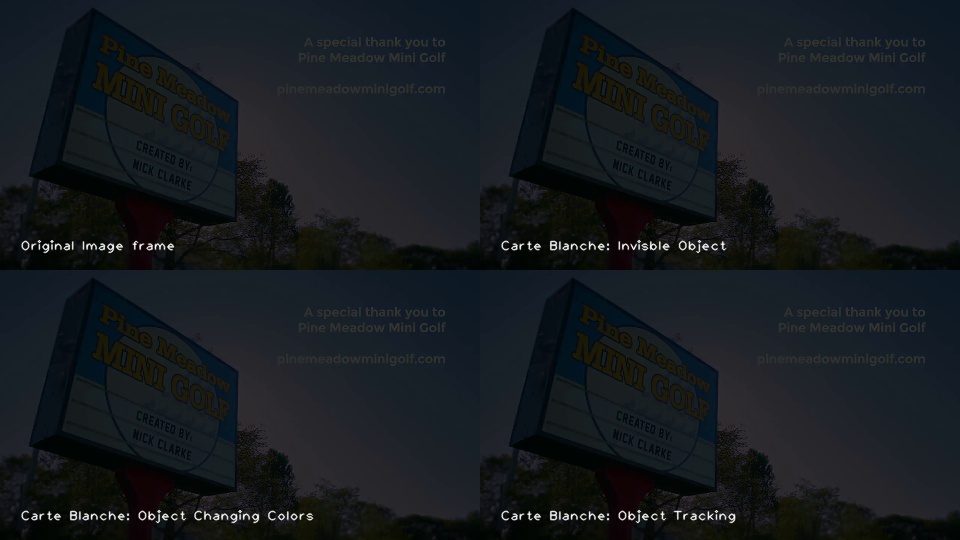 Pine Meadow
MINI GOLF
CREATED BY:
NICK CLARKE
A special thank you to
Pine Meadow Mini Golf
pinemeadowminigolf.com
Original Image frame
Pine Meadow
MINI GOLF
CREATED BY:
NICK CLARKE
A special thank you to
Pine Meadow Mini Golf
pinemeadowminigolf.com
Carte Blanche: Invisble Object
Pine Meadow
MINI GOLF
CREATED BY:
NICK CLARKE
A special thank you to
Pine Meadow Mini Golf
pinemeadowminigolf.com
Carte Blanche: Object Changing Colors
Pine Meadow
MINI GOLF
CREATED BY:
NICK CLARKE
A special thank you to
Pine Meadow Mini Golf
pinemeadowminigolf.com
Carte Blanche: Object Tracking